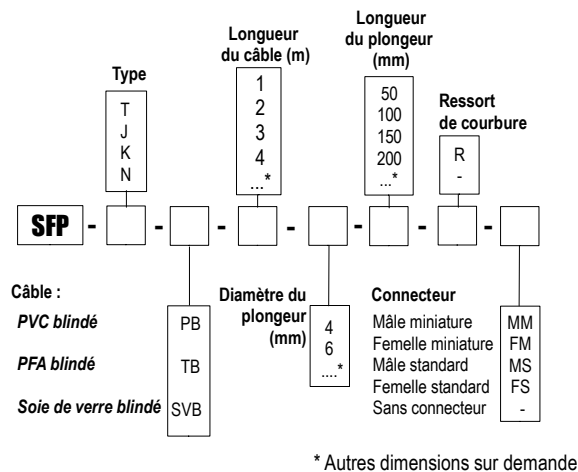 Longueur
du câble (m)
Longueur
du plongeur
(mm)
Type
Ressort
de courbure
T
J
K
N
1
2
3
4
...*
50
100
150
200
...*
R
-
SFP - - - - - - -
Câble :
PVC blindé PB
PFA blindé TB
Soie de verre blindé SVB
Diamètre du
plongeur
(mm)
4
6
....*
Connecteur
Mâle miniature MM
Femelle miniature FM
Mâle standard MS
Femelle standard FS
Sans connecteur -
* Autres dimensions sur demande